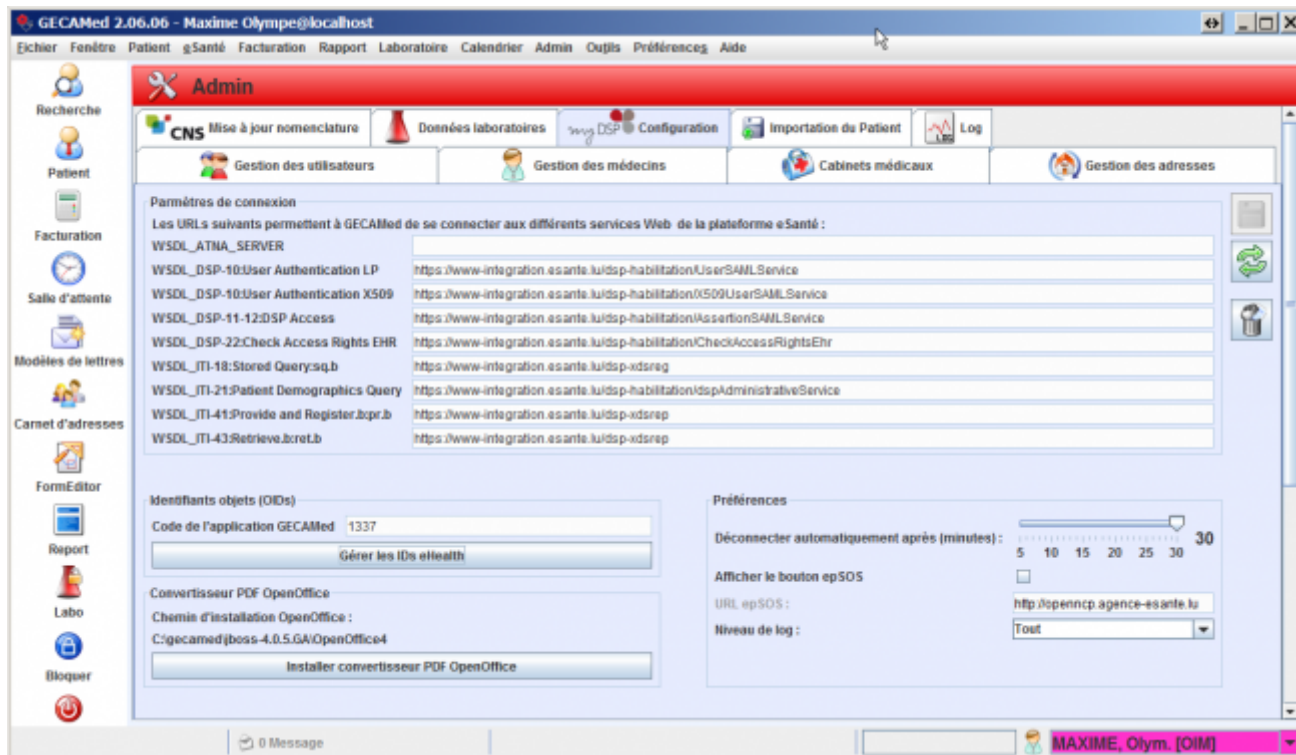 GECAMed 2.06.06 - Maxime Olympe@localhost
Eichier Fenêtre Patient gSanté Facturation Rapport Laboratoire Calendrier Admin Outils Préférences Aide
Recherche
Patient
Facturation
Salle d'attente
Modèles de lettres
Carnet d'adresses
FormEditor
Report
Labo
Bloquer
Admin
CNS Mise à jour nomenclature
Données laboratoires
myDSP Configuration
Importation du Patient
LOG Log
Gestion des utilisateurs
Gestion des médecins
Cabinets médicaux
Gestion des adresses
Parmètres de connexion
Les URLs suivants permettent à GECAMed de se connecter aux différents services Web de la plateforme eSanté :
WSDL_ATNA_SERVER
WSDL_DSP-10:User Authentication LP https://www-integration.esante.lu/dsp-habilitation/UserSAMLService
WSDL_DSP-10:User Authentication X509 https://www-integration.esante.lu/dsp-habilitation/X509UserSAMLService
WSDL_DSP-11-12:DSP Access https://www-integration.esante.lu/dsp-habilitation/AssertionSAMLService
WSDL_DSP-22:Check Access Rights EHR https://www-integration.esante.lu/dsp-habilitation/CheckAccessRightsEhr
WSDL_ITI-18:Stored Query:sq.b https://www-integration.esante.lu/dsp-xdsreg
WSDL_ITI-21:Patient Demographics Query https://www-integration.esante.lu/dsp-habilitation/dspAdministrativeService
WSDL_ITI-41:Provide and Register.b:pr.b https://www-integration.esante.lu/dsp-xdsrep
WSDL_ITI-43:Retrieve.b:ret.b https://www-integration.esante.lu/dsp-xdsrep
Identifiants objets (OIDs)
Code de l'application GECAMed 1337
Gérer les IDs eHealth
Convertisseur PDF OpenOffice
Chemin d'installation OpenOffice :
C:\gecamed\jboss-4.0.5.GA\OpenOffice4
Installer convertisseur PDF OpenOffice
Préférences
Déconnecter automatiquement après (minutes) : 30
5 10 15 20 25 30
Afficher le bouton epSOS
URL epSOS : http://openncp.agence-esante.lu
Niveau de log : Tout
0 Message
MAXIME, Olym. [OIM]